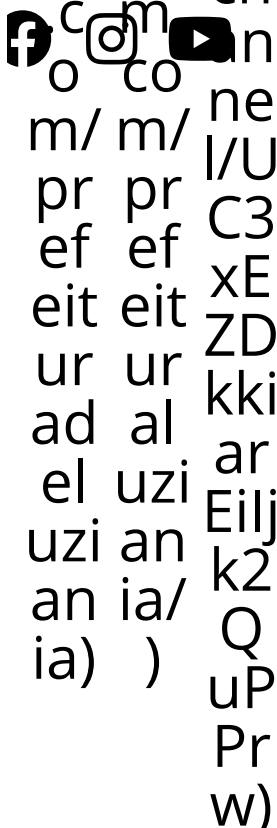 .c
o
m/
pr
ef
eit
ur
ad
el
uzi
an
ia)
m
co
m/
pr
ef
eit
ur
al
uzi
an
ia/
)
an
ne
l/U
C3
xE
ZD
kki
ar
Eilj
k2
Q
uP
Pr
w)